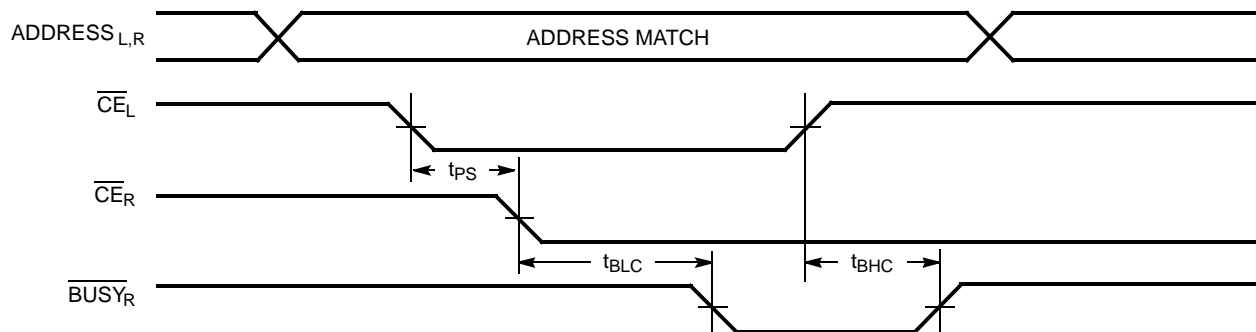 ADDRESS L,R
ADDRESS MATCH
CEL
tPS
CER
tBLC
tBHC
BUSYR